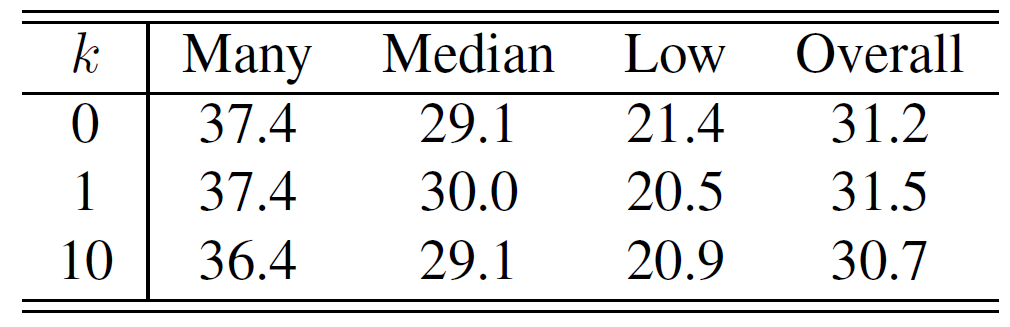 k Many Median Low Overall
0 37.4 29.1 21.4 31.2
1 37.4 30.0 20.5 31.5
10 36.4 29.1 20.9 30.7